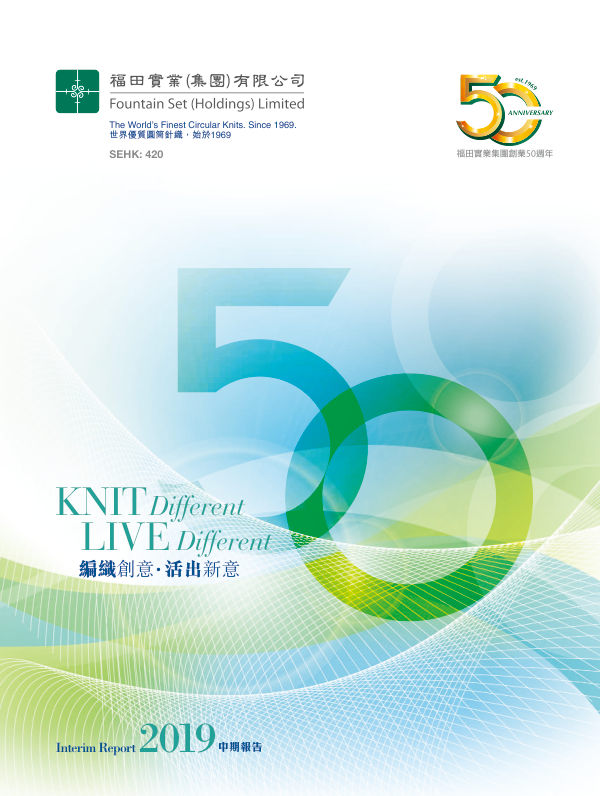 福田實業(集團)有限公司
Fountain Set (Holdings) Limited
The World's Finest Circular Knits. Since 1969.
世界優質圓筒針織，始於1969
SEHK: 420
est.1969
50
ANNIVERSARY
福田實業集團創業50週年
50
KNIT Different
LIVE Different
編織創意·活出新意
Interim Report 2019 中期報告